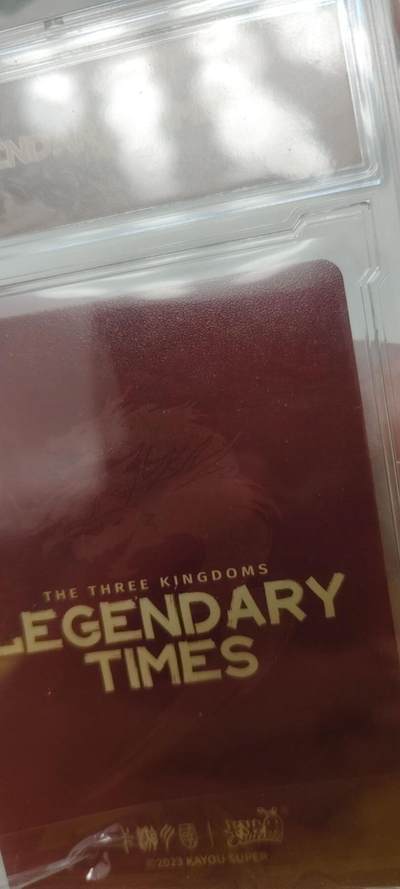 THE THREE KINGDOMS
LEGENDARY
TIMES
©2023 KAYOU SUPER